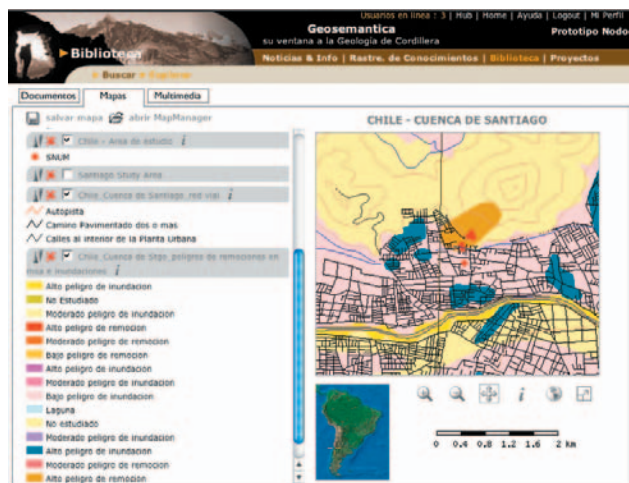 Usuarios en linea : 3 | Hub | Home | Ayuda | Logout | Mi Perfil
Geosemantica
Prototipo Nodo
su ventana a la Geología de Cordillera
Biblioteca
Noticias & Info | Rastre. de Conocimientos | Biblioteca | Proyectos
Buscar
Documentos
Mapas
Multimedia
salvar mapa
abrir MapManager
CHILE - CUENCA DE SANTIAGO
Chile - Area de estudio i
SNUM
Santiago Study Area
Chile_Cuenca de Santiago_red vial i
Autopista
Camino Pavimentado dos o mas
Calles al interior de la Planta Urbana
Chile_Cuenca de Stgo_peligros de remociones en
masa e inundaciones i
Alto peligro de inundacion
No Estudiado
Moderado peligro de inundacion
Alto peligro de remocion
Moderado peligro de remocion
Bajo peligro de remocion
Alto peligro de inundacion
Moderado peligro de inundacion
Bajo peligro de inundacion
Laguna
No estudiado
Moderado peligro de inundacion
Alto peligro de inundacion
Moderado peligro de remocion
Alto peligro de remocion
i
0 0.4 0.8 1.2 1.6 2 km